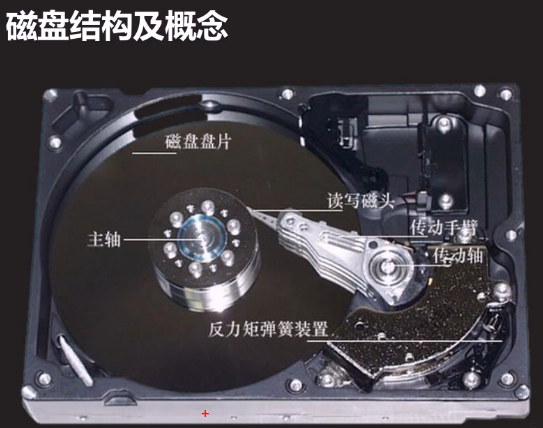 磁盘结构及概念
磁盘盘片
读写磁头
传动手臂
主轴
传动轴
反力矩弹簧装置